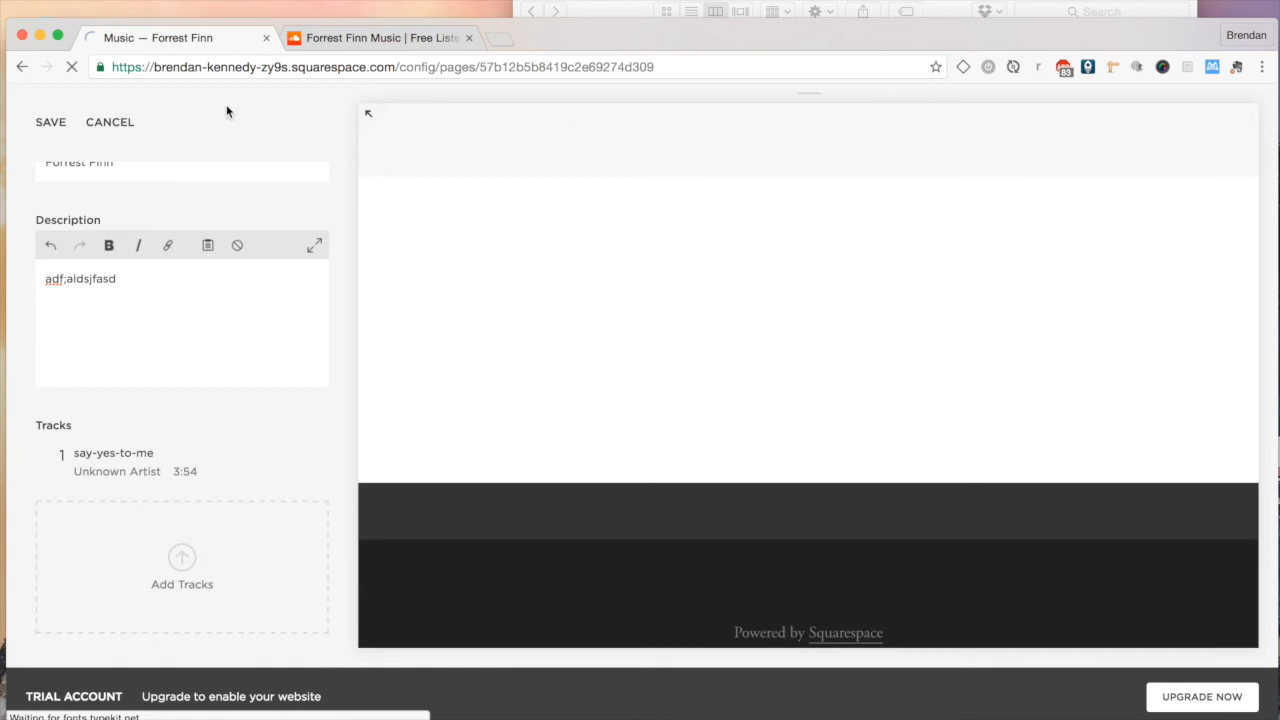 Search
Music — Forrest Finn
Forrest Finn Music | Free Liste
Brendan
https://brendan-kennedy-zy9s.squarespace.com/config/pages/57b12b5b8419c2e69274d309
r
83
SAVE CANCEL
Forrest Finn
Description
B I
adf;aldsjfasd
Tracks
1 say-yes-to-me
Unknown Artist 3:54
Add Tracks
Powered by Squarespace
TRIAL ACCOUNT Upgrade to enable your website
UPGRADE NOW
Waiting for fonts.typekit.net